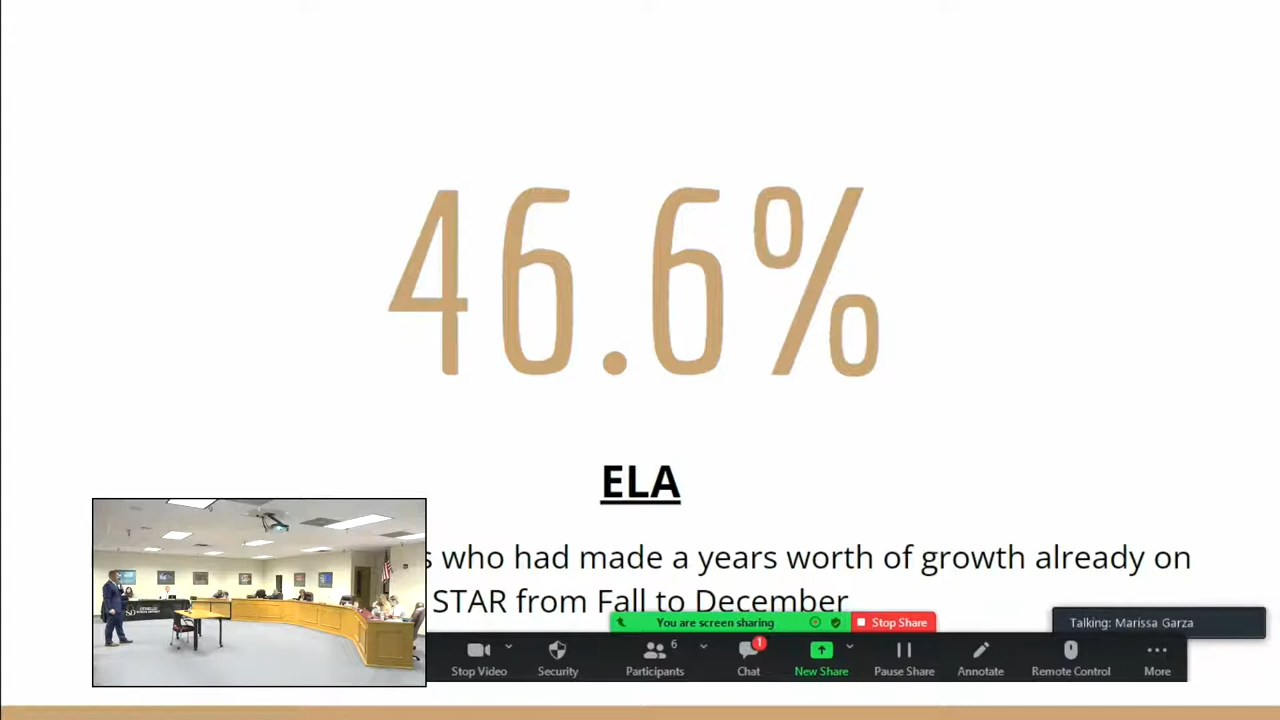 46.6%
ELA
who had made a years worth of growth already on
STAR from Fall to December
You are screen sharing
Stop Share
Talking: Marissa Garza
6
1
Stop Video
Security
Participants
Chat
New Share
Pause Share
Annotate
Remote Control
More
OTHELLO